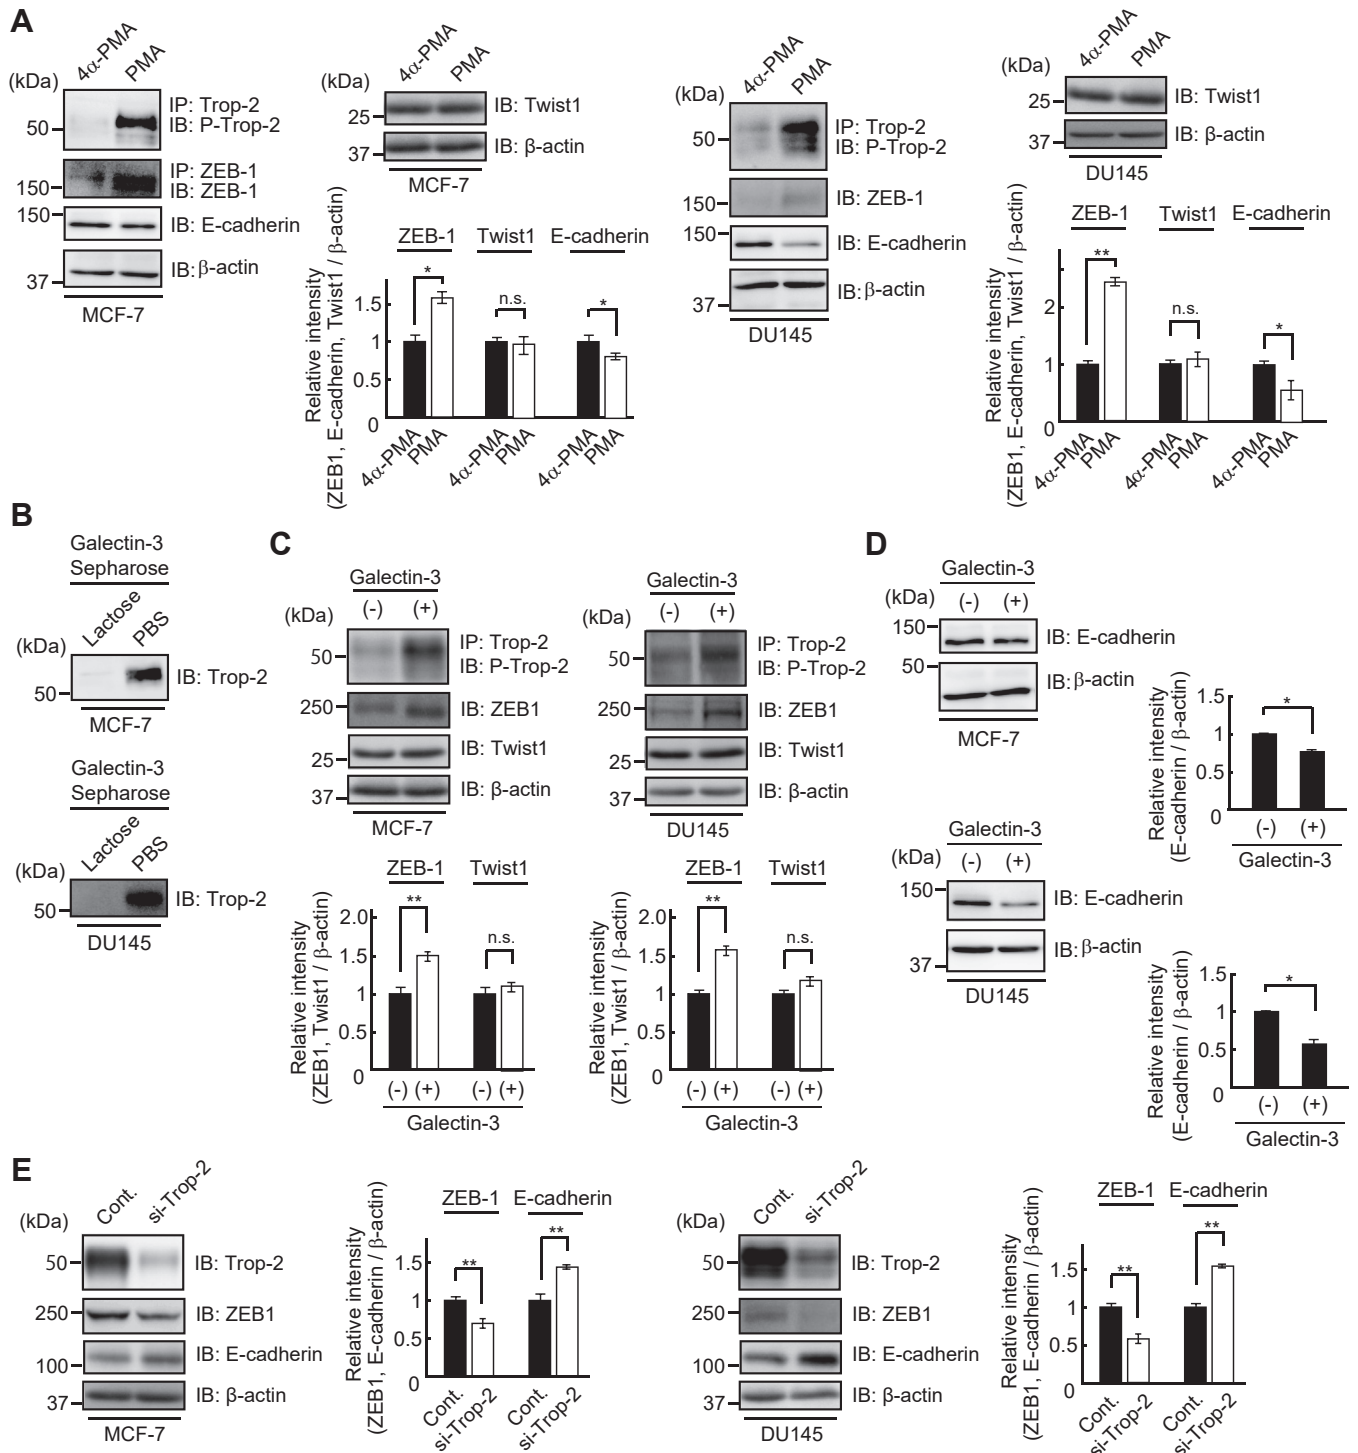 A
(kDa)
4α-PMA
PMA
IP: Trop-2
IB: P-Trop-2
50
IP: ZEB-1
IB: ZEB-1
150
150
IB: E-cadherin
IB: β-actin
37
MCF-7
4α-PMA
PMA
(kDa)
IB: Twist1
25
IB: β-actin
37
MCF-7
Relative intensity
(ZEB1, E-cadherin, Twist1 / β-actin)
ZEB-1
Twist1
E-cadherin
*
n.s.
*
1.5
1
0.5
0
4α-PMA
PMA
4α-PMA
PMA
4α-PMA
PMA
(kDa)
4α-PMA
PMA
IP: Trop-2
IB: P-Trop-2
50
IB: ZEB-1
150
150
IB: E-cadherin
IB: β-actin
37
DU145
(kDa)
4α-PMA
PMA
IB: Twist1
25
IB: β-actin
37
DU145
Relative intensity
(ZEB1, E-cadherin, Twist1 / β-actin)
ZEB-1
Twist1
E-cadherin
**
n.s.
*
2
1
0
4α-PMA
PMA
4α-PMA
PMA
4α-PMA
PMA
B
Galectin-3
Sepharose
Lactose
PBS
(kDa)
IB: Trop-2
50
MCF-7
Galectin-3
Sepharose
Lactose
PBS
(kDa)
IB: Trop-2
50
DU145
C
Galectin-3
(kDa)
(-)
(+)
IP: Trop-2
IB: P-Trop-2
50
250
IB: ZEB1
IB: Twist1
25
IB: β-actin
37
MCF-7
Relative intensity
(ZEB1, Twist1 / β-actin)
ZEB-1
Twist1
**
n.s.
2.0
1.5
1
0.5
0
(-) (+)
(-) (+)
Galectin-3
Galectin-3
(kDa)
(-)
(+)
IP: Trop-2
IB: P-Trop-2
50
250
IB: ZEB1
IB: Twist1
25
IB: β-actin
37
DU145
Relative intensity
(ZEB1, Twist1 / β-actin)
ZEB-1
Twist1
**
n.s.
2.0
1.5
1
0.5
0
(-) (+)
(-) (+)
Galectin-3
D
Galectin-3
(kDa)
(-)
(+)
150
IB: E-cadherin
50
IB: β-actin
MCF-7
Relative intensity
(E-cadherin / β-actin)
1.5
*
1
0.5
0
(-)
(+)
Galectin-3
Galectin-3
(kDa)
(-)
(+)
150
IB: E-cadherin
IB: β-actin
37
DU145
Relative intensity
(E-cadherin / β-actin)
1.5
*
1
0.5
0
(-)
(+)
Galectin-3
E
(kDa)
Cont.
si-Trop-2
50
IB: Trop-2
250
IB: ZEB1
IB: E-cadherin
100
IB: β-actin
37
MCF-7
Relative intensity
(ZEB1, E-cadherin / β-actin)
ZEB-1
E-cadherin
**
**
1.5
1
0.5
0
Cont.
si-Trop-2
Cont.
si-Trop-2
(kDa)
Cont.
si-Trop-2
50
IB: Trop-2
250
IB: ZEB1
IB: E-cadherin
100
IB: β-actin
37
DU145
Relative intensity
(ZEB1, E-cadherin / β-actin)
ZEB-1
E-cadherin
**
**
1.5
1
0.5
0
Cont.
si-Trop-2
Cont.
si-Trop-2